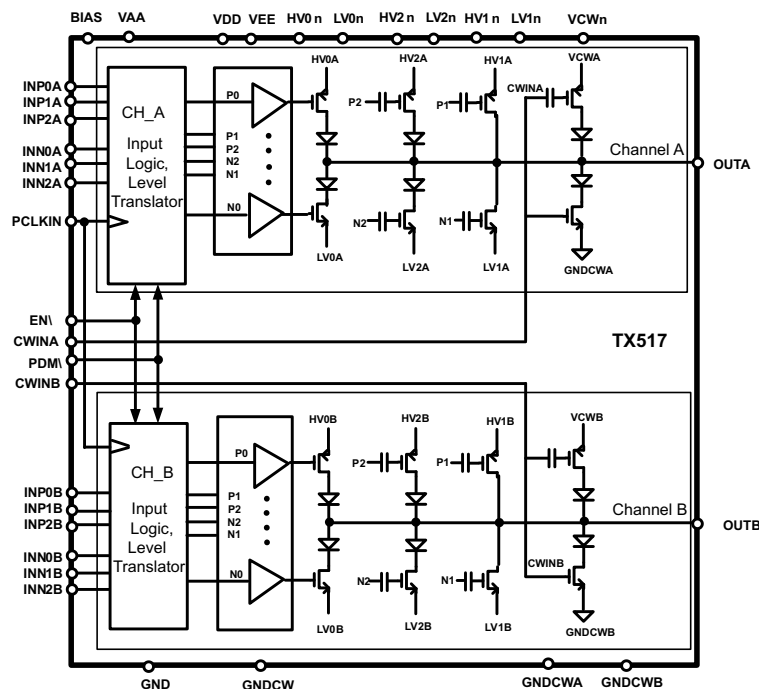 BIAS VAA VDD VEE HV0n LV0n HV2n LV2n HV1n LV1n VCWn
HV0A HV2A HV1A VCWA
INP0A
INP1A
INP2A
INN0A
INN1A
INN2A
PCLKIN
CH_A
Input
Logic,
Level
Translator
P0
P1
P2
N2
N1
N0
P2
P1
CWINA
N2
N1
Channel A
OUTA
LV0A LV2A LV1A GNDCWA
EN\
CWINA
PDM\
CWINB
TX517
HV0B HV2B HV1B VCWB
INP0B
INP1B
INP2B
INN0B
INN1B
INN2B
CH_B
Input
Logic,
Level
Translator
P0
P1
P2
N2
N1
N0
P2
P1
N2
N1
CWINB
Channel B
OUTB
LV0B LV2B LV1B GNDCWB
GND GNDCW GNDCWA GNDCWB